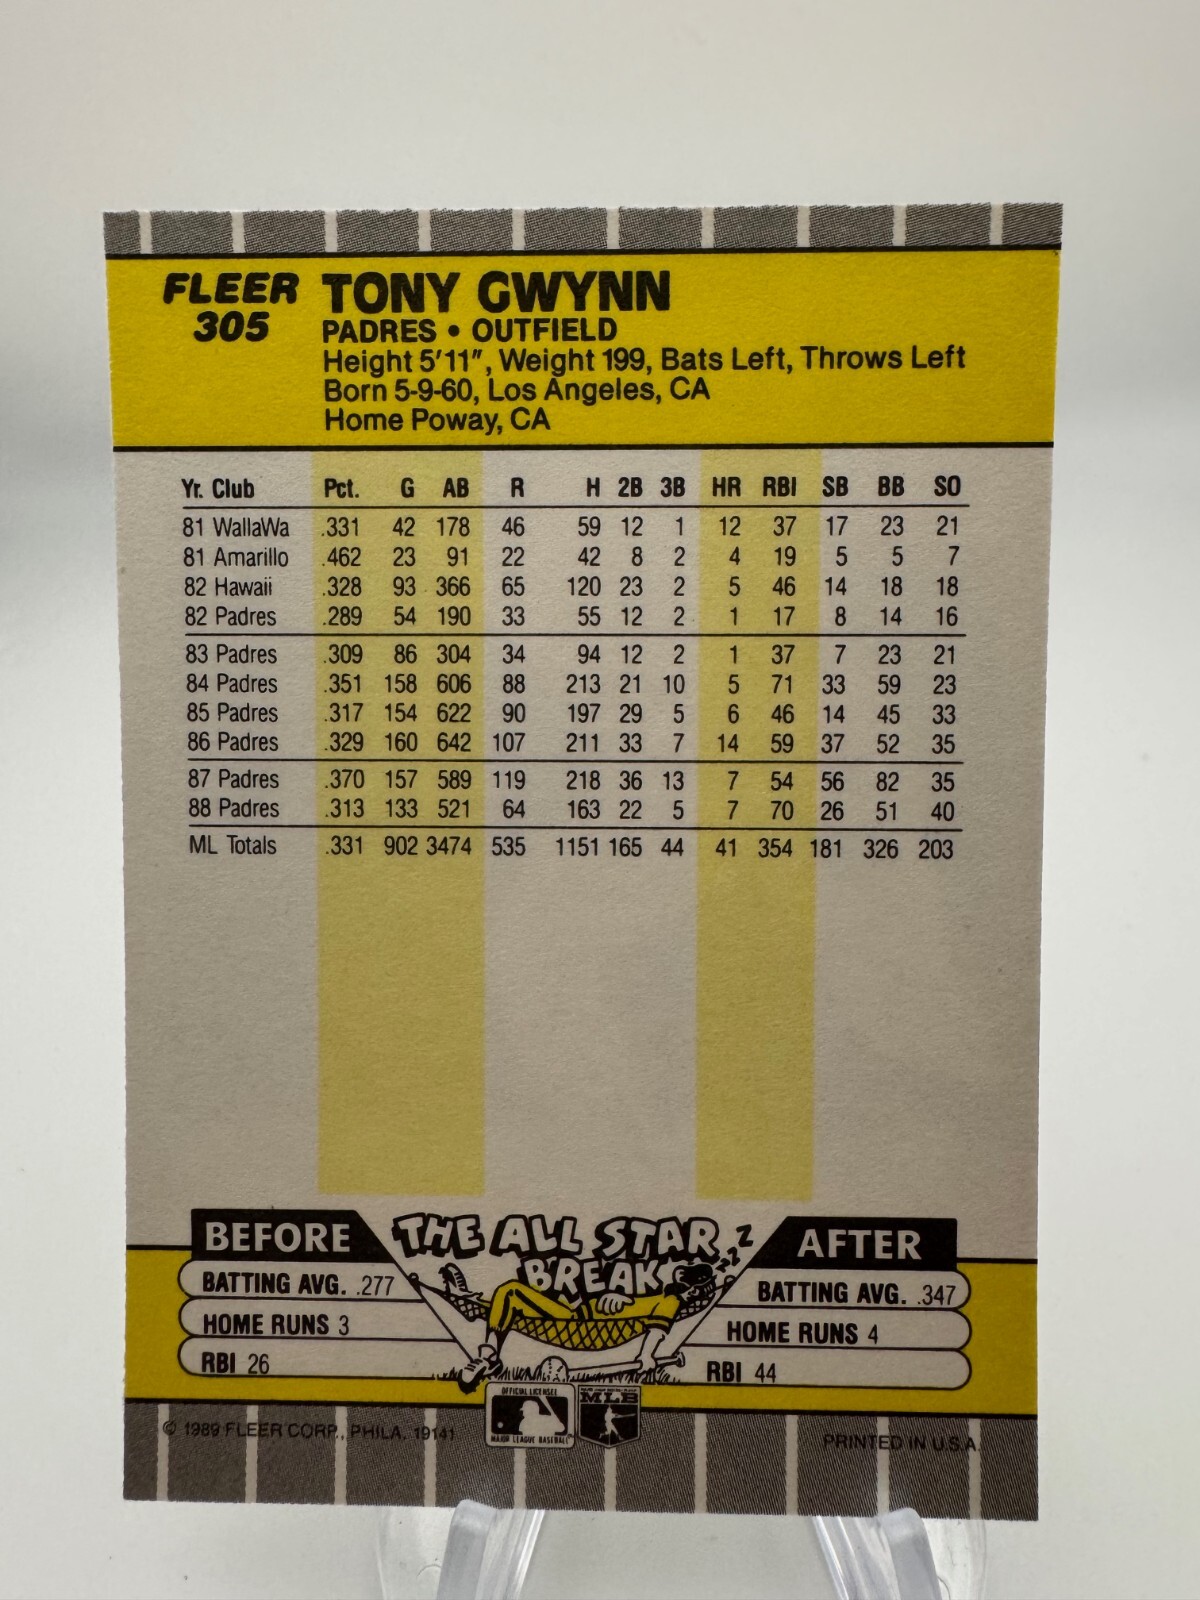 FLEER TONY GWYNN
305 PADRES • OUTFIELD
Height 5'11", Weight 199, Bats Left, Throws Left
Born 5-9-60, Los Angeles, CA
Home Poway, CA
Yr. Club Pct. G AB R H 2B 3B HR RBI SB BB SO
81 WallaWa .331 42 178 46 59 12 1 12 37 17 23 21
81 Amarillo .462 23 91 22 42 8 2 4 19 5 5 7
82 Hawaii .328 93 366 65 120 23 2 5 46 14 18 18
82 Padres .289 54 190 33 55 12 2 1 17 8 14 16
83 Padres .309 86 304 34 94 12 2 1 37 7 23 21
84 Padres .351 158 606 88 213 21 10 5 71 33 59 23
85 Padres .317 154 622 90 197 29 5 6 46 14 45 33
86 Padres .329 160 642 107 211 33 7 14 59 37 52 35
87 Padres .370 157 589 119 218 36 13 7 54 56 82 35
88 Padres .313 133 521 64 163 22 5 7 70 26 51 40
ML Totals .331 902 3474 535 1151 165 44 41 354 181 326 203
BEFORE THE ALL STAR BREAK ZZZZ AFTER
BATTING AVG. .277 BATTING AVG. .347
HOME RUNS 3 HOME RUNS 4
RBI 26 RBI 44
OFFICIAL LICENSEE
MAJOR LEAGUE BASEBALL
MLB
© 1989 FLEER CORP., PHILA. 19141 PRINTED IN U.S.A.